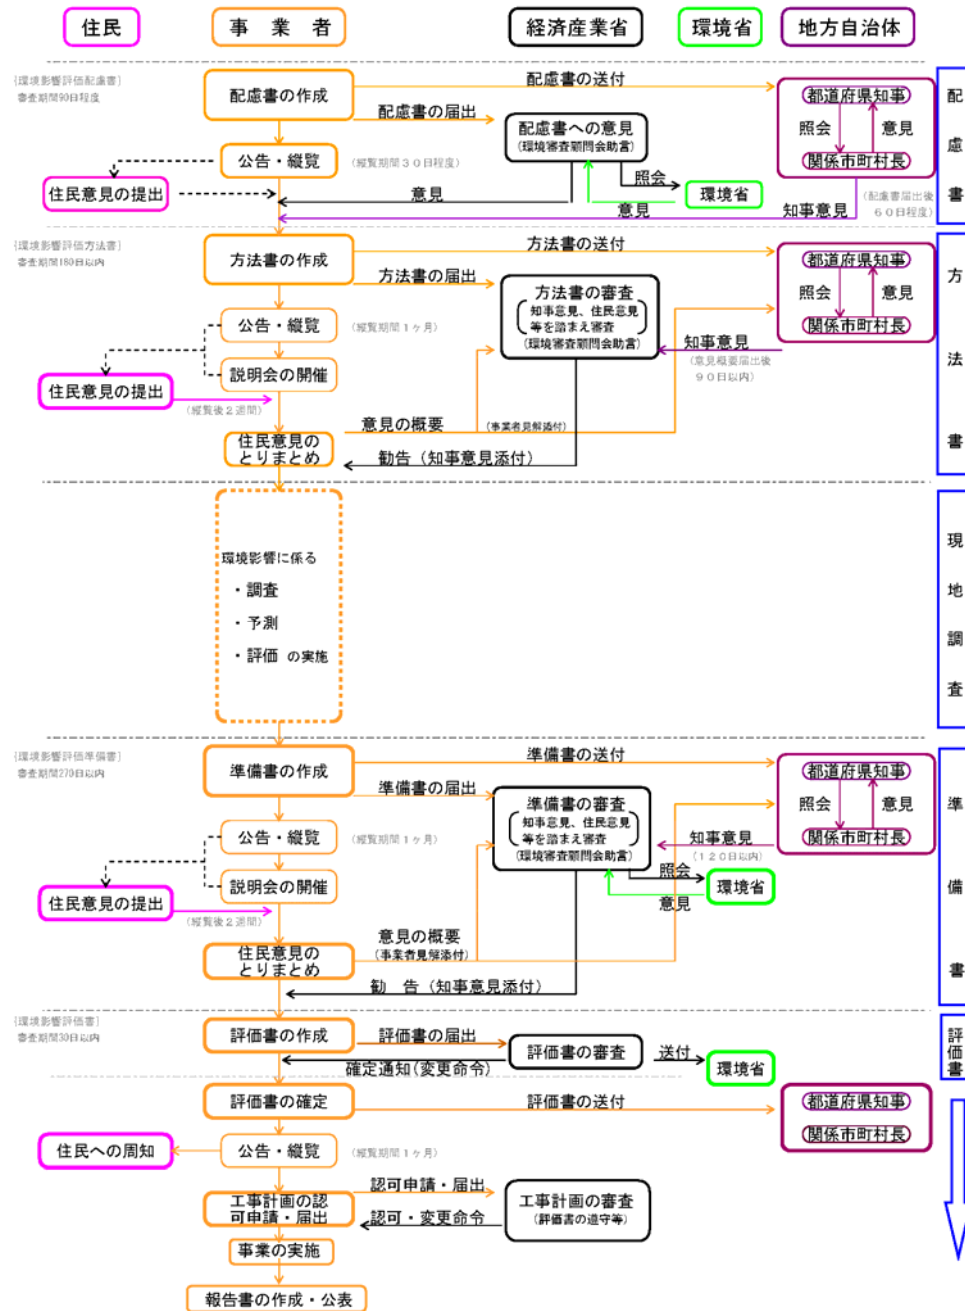 住民
事業者
経済産業省
環境省
地方自治体
[環境影響評価配慮書]
審査期間90日程度
配慮書の作成
配慮書の送付
配慮書の届出
配慮書への意見
(環境審査顧問会助言)
都道府県知事
照会
意見
関係市町村長
公告・縦覧
(縦覧期間30日程度)
住民意見の提出
意見
照会
環境省
意見
知事意見
(配慮書届出後
60日程度)
配慮書
[環境影響評価方法書]
審査期間180日以内
方法書の作成
方法書の送付
方法書の届出
方法書の審査
知事意見、住民意見
等を踏まえ審査
(環境審査顧問会助言)
都道府県知事
照会
意見
関係市町村長
公告・縦覧
(縦覧期間1ヶ月)
説明会の開催
住民意見の提出
(縦覧後2週間)
知事意見
(意見概要届出後
90日以内)
意見の概要
(事業者見解添付)
住民意見の
とりまとめ
勧告(知事意見添付)
方法書
環境影響に係る
・調査
・予測
・評価 の実施
現地調査
[環境影響評価準備書]
審査期間270日以内
準備書の作成
準備書の送付
準備書の届出
準備書の審査
知事意見、住民意見
等を踏まえ審査
(環境審査顧問会助言)
都道府県知事
照会
意見
関係市町村長
公告・縦覧
(縦覧期間1ヶ月)
説明会の開催
住民意見の提出
(縦覧後2週間)
知事意見
(120日以内)
照会
環境省
意見
意見の概要
(事業者見解添付)
住民意見の
とりまとめ
勧 告(知事意見添付)
準備書
[環境影響評価書]
審査期間30日以内
評価書の作成
評価書の届出
評価書の審査
送付
環境省
確定通知(変更命令)
評価書
評価書の確定
評価書の送付
都道府県知事
関係市町村長
住民への周知
公告・縦覧
(縦覧期間1ヶ月)
工事計画の認
可申請・届出
認可申請・届出
認可・変更命令
工事計画の審査
(評価書の遵守等)
事業の実施
報告書の作成・公表